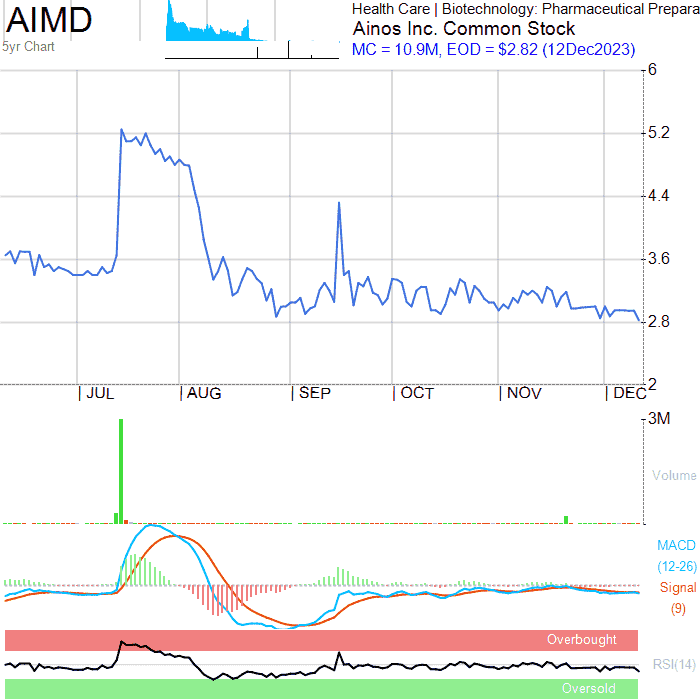 AIMD
5yr Chart
Health Care | Biotechnology: Pharmaceutical Prepara
Ainos Inc. Common Stock
MC = 10.9M, EOD = $2.82 (12Dec2023)
6
5.2
4.4
3.6
2.8
2
| JUL | AUG | SEP | OCT | NOV | DEC
3M
Volume
MACD
(12-26)
Signal
(9)
Overbought
RSI(14)
Oversold